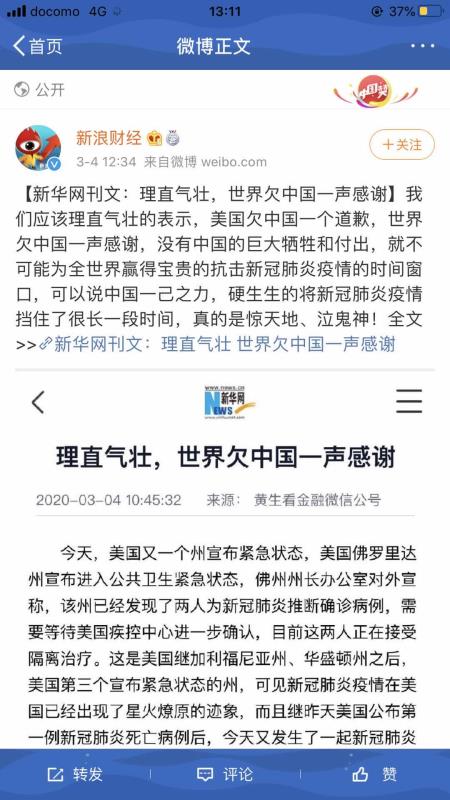 docomo 4G 13:11 37%
首页 微博正文
公开 中国赞
新浪财经 +关注
3-4 12:34 来自微博 weibo.com
【新华网刊文：理直气壮，世界欠中国一声感谢】我
们应该理直气壮的表示，美国欠中国一个道歉，世界
欠中国一声感谢，没有中国的巨大牺牲和付出，就不
可能为全世界赢得宝贵的抗击新冠肺炎疫情的时间窗
口，可以说中国一己之力，硬生生的将新冠肺炎疫情
挡住了很长一段时间，真的是惊天地、泣鬼神！全文
>>新华网刊文：理直气壮 世界欠中国一声感谢
www.news.cn
NEWS 新华网
理直气壮，世界欠中国一声感谢
2020-03-04 10:45:32 来源： 黄生看金融微信公号
今天，美国又一个州宣布紧急状态，美国佛罗里达
州宣布进入公共卫生紧急状态，佛州州长办公室对外宣
称，该州已经发现了两人为新冠肺炎推断确诊病例，需
要等待美国疾控中心进一步确认，目前这两人正在接受
隔离治疗。这是美国继加利福尼亚州、华盛顿州之后，
美国第三个宣布紧急状态的州，可见新冠肺炎疫情在美
国已经出现了星火燎原的迹象，而且继昨天美国公布第
一例新冠肺炎死亡病例后，今天又发生了一起新冠肺炎
转发 评论 赞